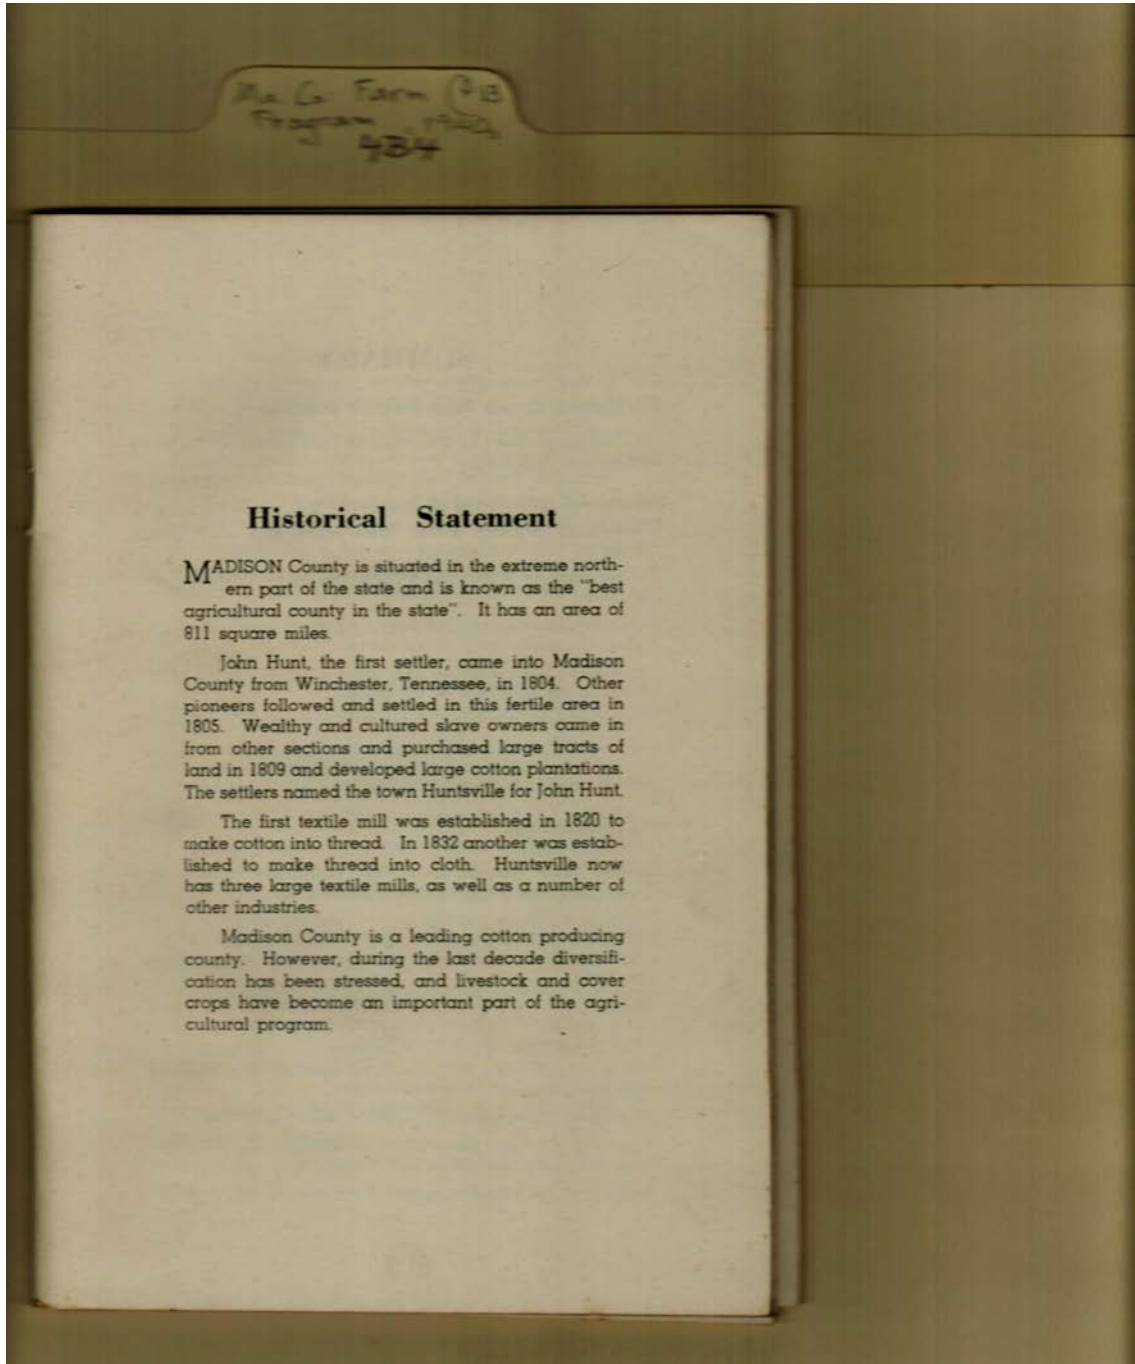 Ma. Co Farm
Program
434
Historical Statement
MADISON County is situated in the extreme north-
ern part of the state and is known as the "best
agricultural county in the state". It has an area of
811 square miles.
John Hunt, the first settler, came into Madison
County from Winchester, Tennessee, in 1804. Other
pioneers followed and settled in this fertile area in
1805. Wealthy and cultured slave owners came in
from other sections and purchased large tracts of
land in 1809 and developed large cotton plantations.
The settlers named the town Huntsville for John Hunt.
The first textile mill was established in 1820 to
make cotton into thread. In 1832 another was estab-
lished to make thread into cloth. Huntsville now
has three large textile mills, as well as a number of
other industries.
Madison County is a leading cotton producing
county. However, during the last decade diversifi-
cation has been stressed, and livestock and cover
crops have become an important part of the agri-
cultural program.